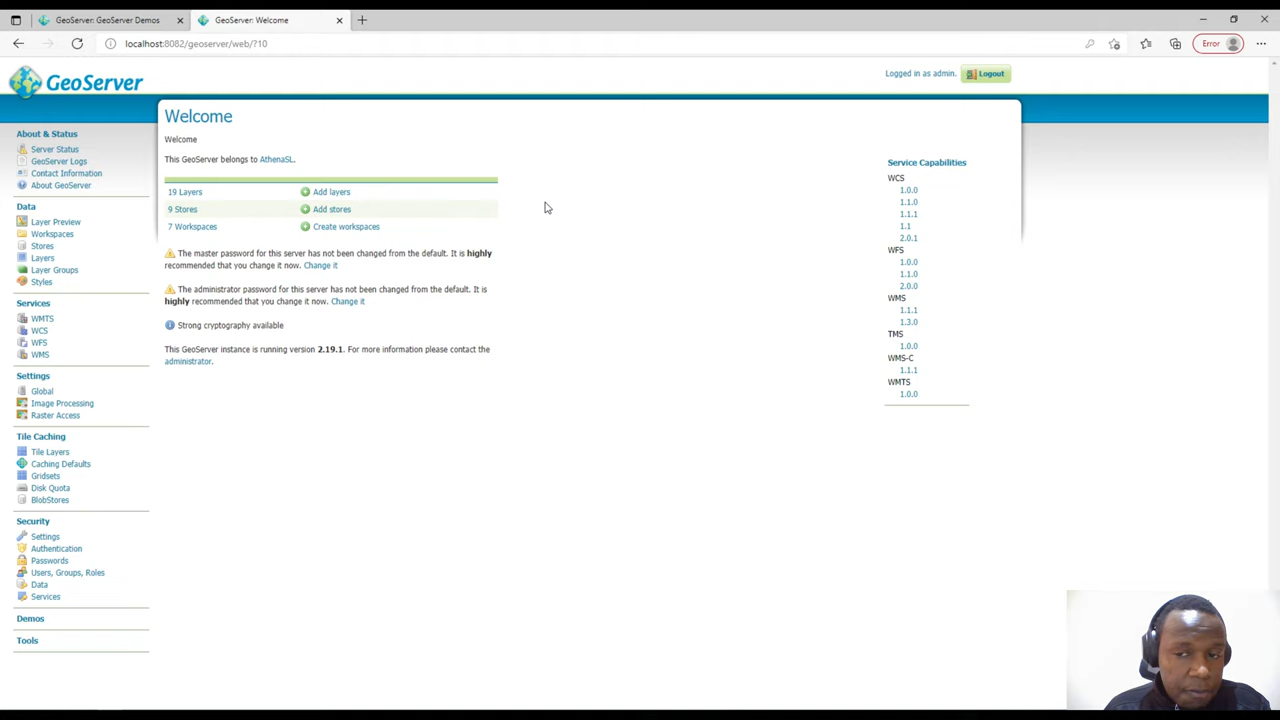 GeoServer: GeoServer Demos
GeoServer: Welcome
localhost:8082/geoserver/web/?10
Error
GeoServer
Logged in as admin.
Logout
About & Status
Server Status
GeoServer Logs
Contact Information
About GeoServer
Data
Layer Preview
Workspaces
Stores
Layers
Layer Groups
Styles
Services
WMTS
WCS
WFS
WMS
Settings
Global
Image Processing
Raster Access
Tile Caching
Tile Layers
Caching Defaults
Gridsets
Disk Quota
BlobStores
Security
Settings
Authentication
Passwords
Users, Groups, Roles
Data
Services
Demos
Tools
Welcome
Welcome
This GeoServer belongs to AthenaSL.
19 Layers Add layers
9 Stores Add stores
7 Workspaces Create workspaces
The master password for this server has not been changed from the default. It is highly
recommended that you change it now. Change it
The administrator password for this server has not been changed from the default. It is
highly recommended that you change it now. Change it
Strong cryptography available
This GeoServer instance is running version 2.19.1. For more information please contact the
administrator.
Service Capabilities
WCS
1.0.0
1.1.0
1.1.1
1.1
2.0.1
WFS
1.0.0
1.1.0
2.0.0
WMS
1.1.1
1.3.0
TMS
1.0.0
WMS-C
1.1.1
WMTS
1.0.0